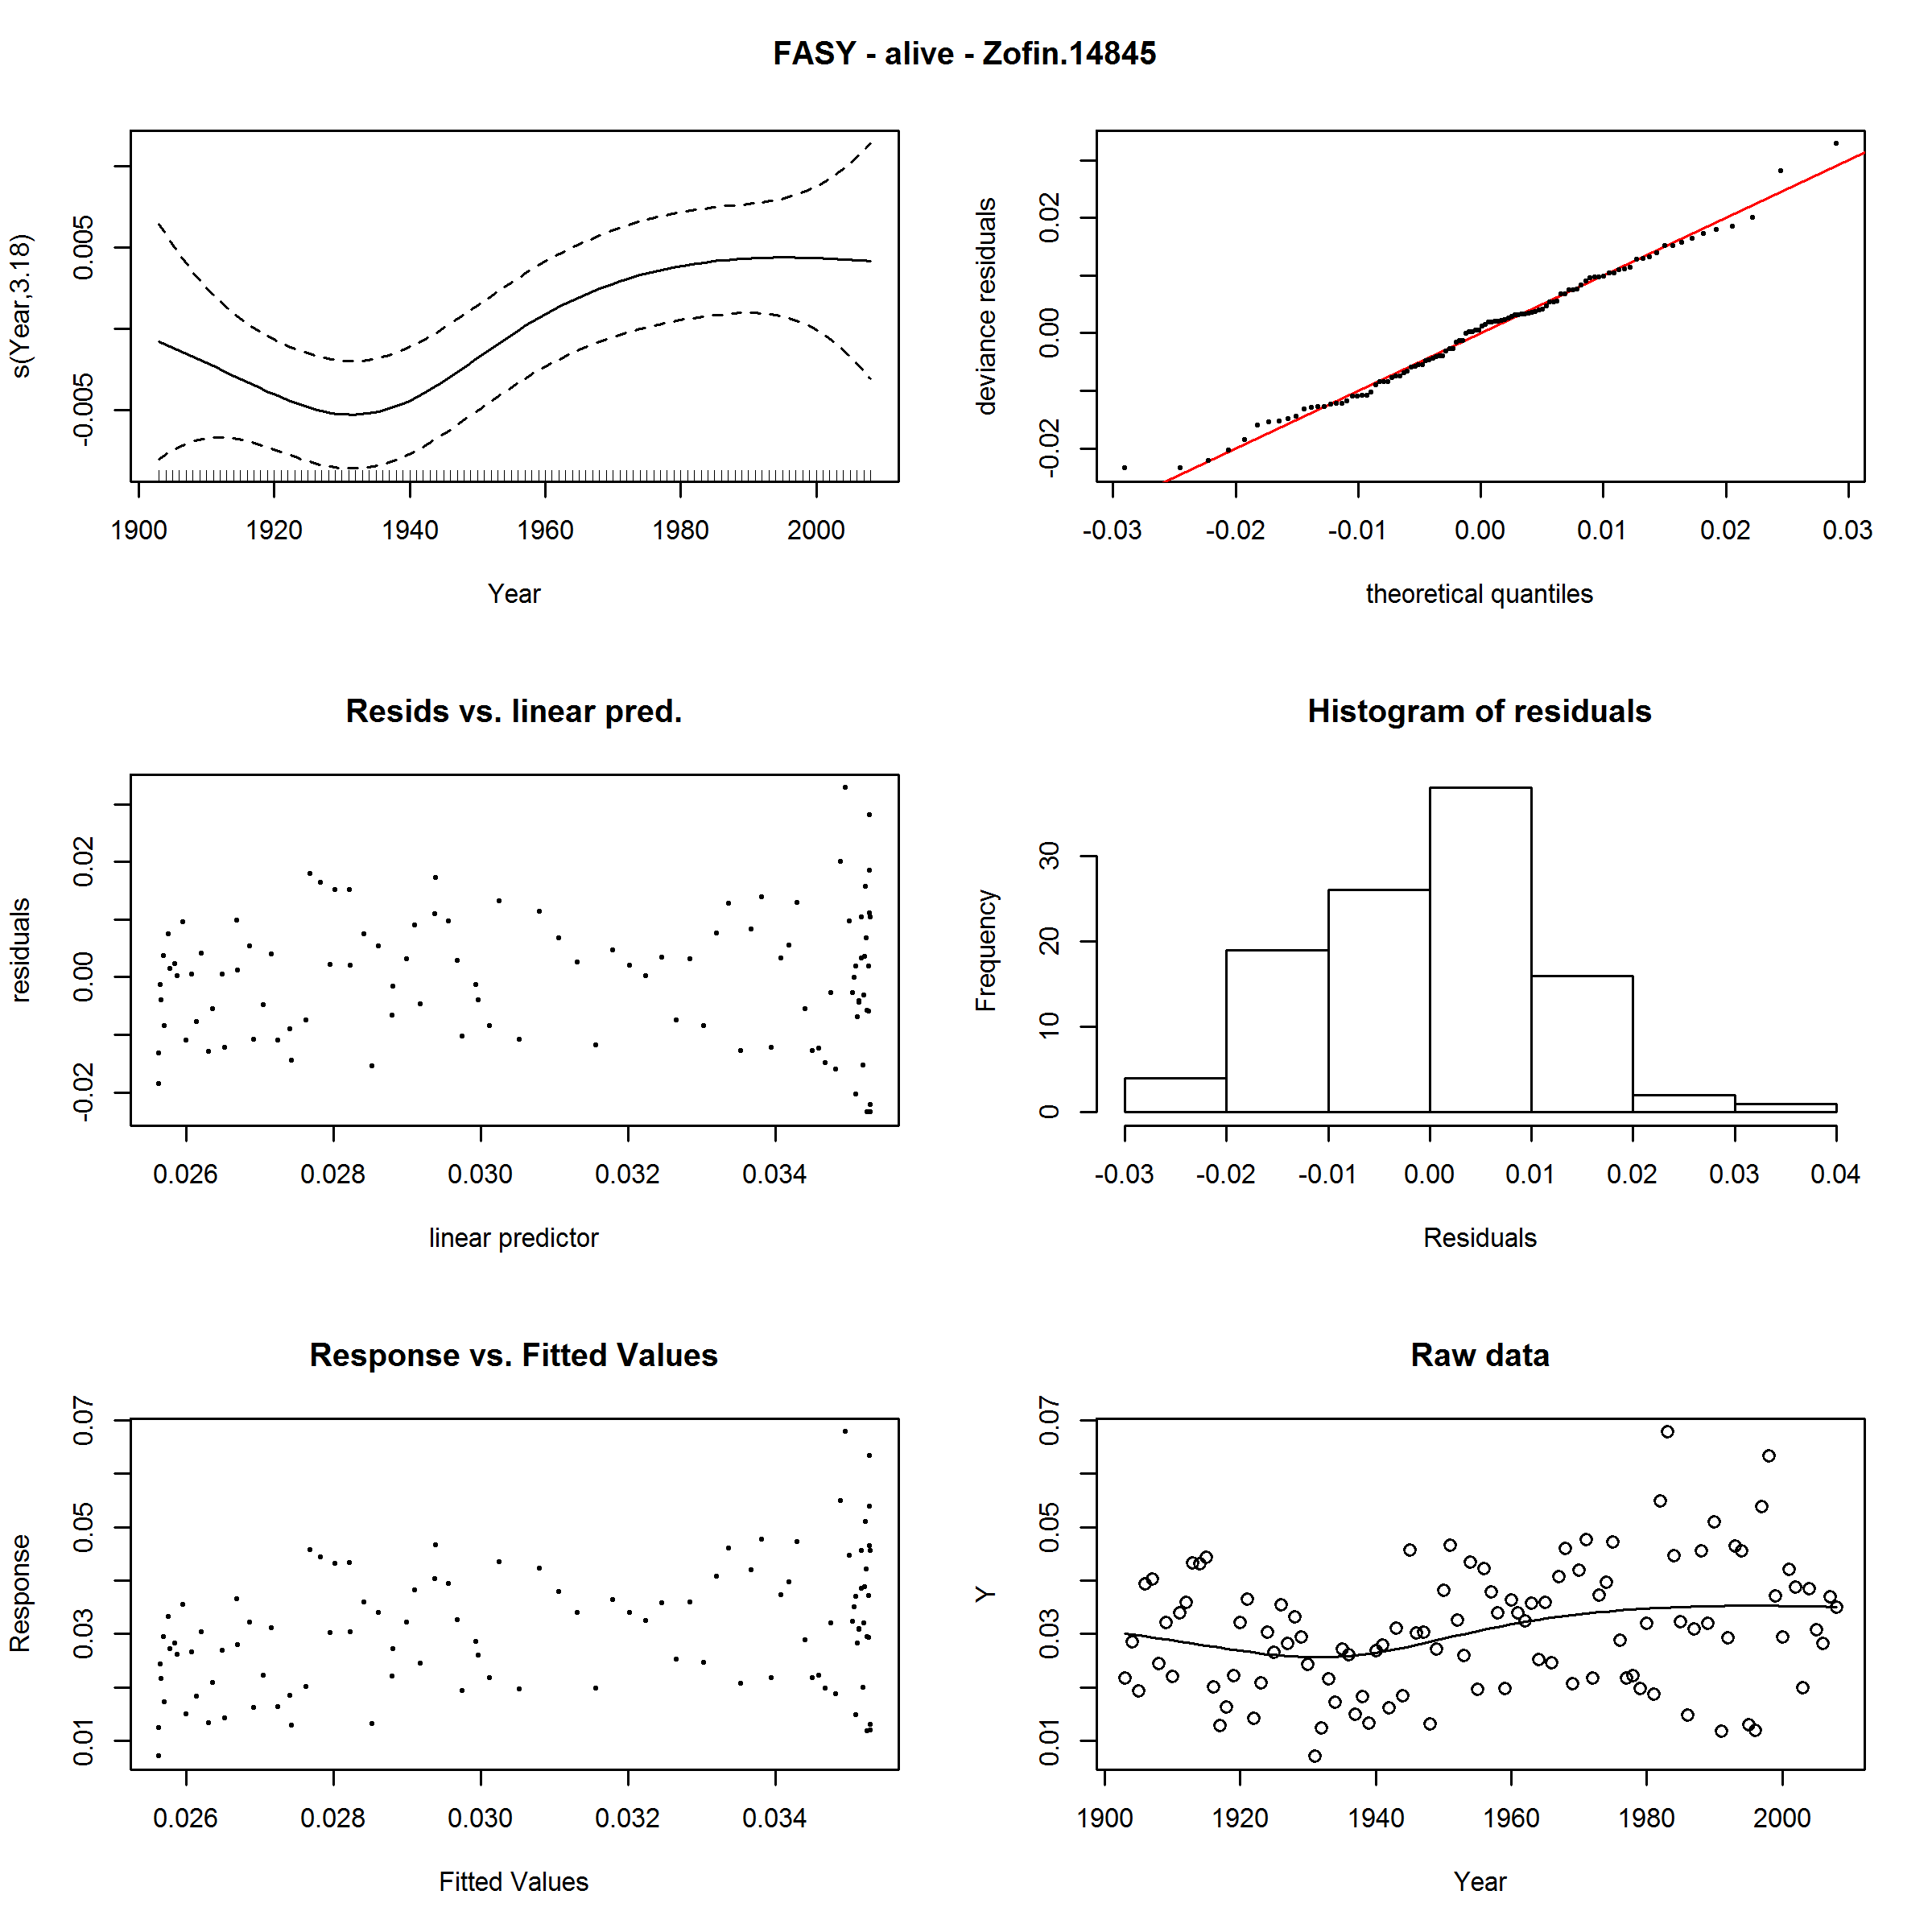 FASY - alive - Zofin.14845
s(Year,3.18)
-0.005 0.005
1900 1920 1940 1960 1980 2000
Year
deviance residuals
-0.02 0.00 0.02
-0.03 -0.02 -0.01 0.00 0.01 0.02 0.03
theoretical quantiles
Resids vs. linear pred.
residuals
-0.02 0.00 0.02
0.026 0.028 0.030 0.032 0.034
linear predictor
Histogram of residuals
Frequency
0 10 20 30
-0.03 -0.02 -0.01 0.00 0.01 0.02 0.03 0.04
Residuals
Response vs. Fitted Values
Response
0.01 0.03 0.05 0.07
0.026 0.028 0.030 0.032 0.034
Fitted Values
Raw data
Y
0.01 0.03 0.05 0.07
1900 1920 1940 1960 1980 2000
Year